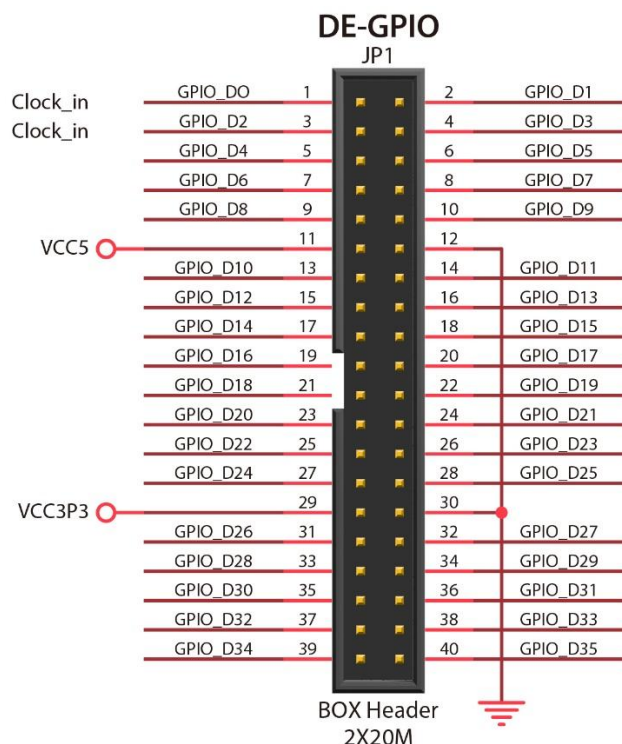 DE-GPIO
JP1
Clock_in GPIO_DO 1 2 GPIO_D1
Clock_in GPIO_D2 3 4 GPIO_D3
GPIO_D4 5 6 GPIO_D5
GPIO_D6 7 8 GPIO_D7
GPIO_D8 9 10 GPIO_D9
VCC5 11 12
GPIO_D10 13 14 GPIO_D11
GPIO_D12 15 16 GPIO_D13
GPIO_D14 17 18 GPIO_D15
GPIO_D16 19 20 GPIO_D17
GPIO_D18 21 22 GPIO_D19
GPIO_D20 23 24 GPIO_D21
GPIO_D22 25 26 GPIO_D23
GPIO_D24 27 28 GPIO_D25
VCC3P3 29 30
GPIO_D26 31 32 GPIO_D27
GPIO_D28 33 34 GPIO_D29
GPIO_D30 35 36 GPIO_D31
GPIO_D32 37 38 GPIO_D33
GPIO_D34 39 40 GPIO_D35
BOX Header
2X20M